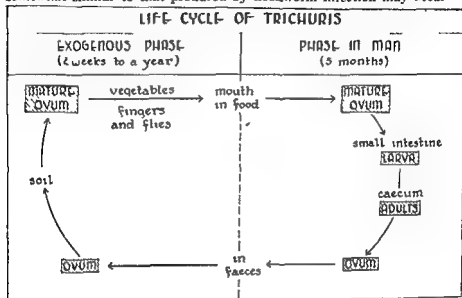 LIFE CYCLE OF TRICHURIS
EXOGENOUS PHASE
(2 weeks to a year)
PHASE IN MAN
(3 months)
MATURE OVUM
vegetables
fingers and flies
mouth in food
MATURE OVUM
small intestine
LARVA
caecum
ADULTS
soil
OVUM
in faeces
OVUM